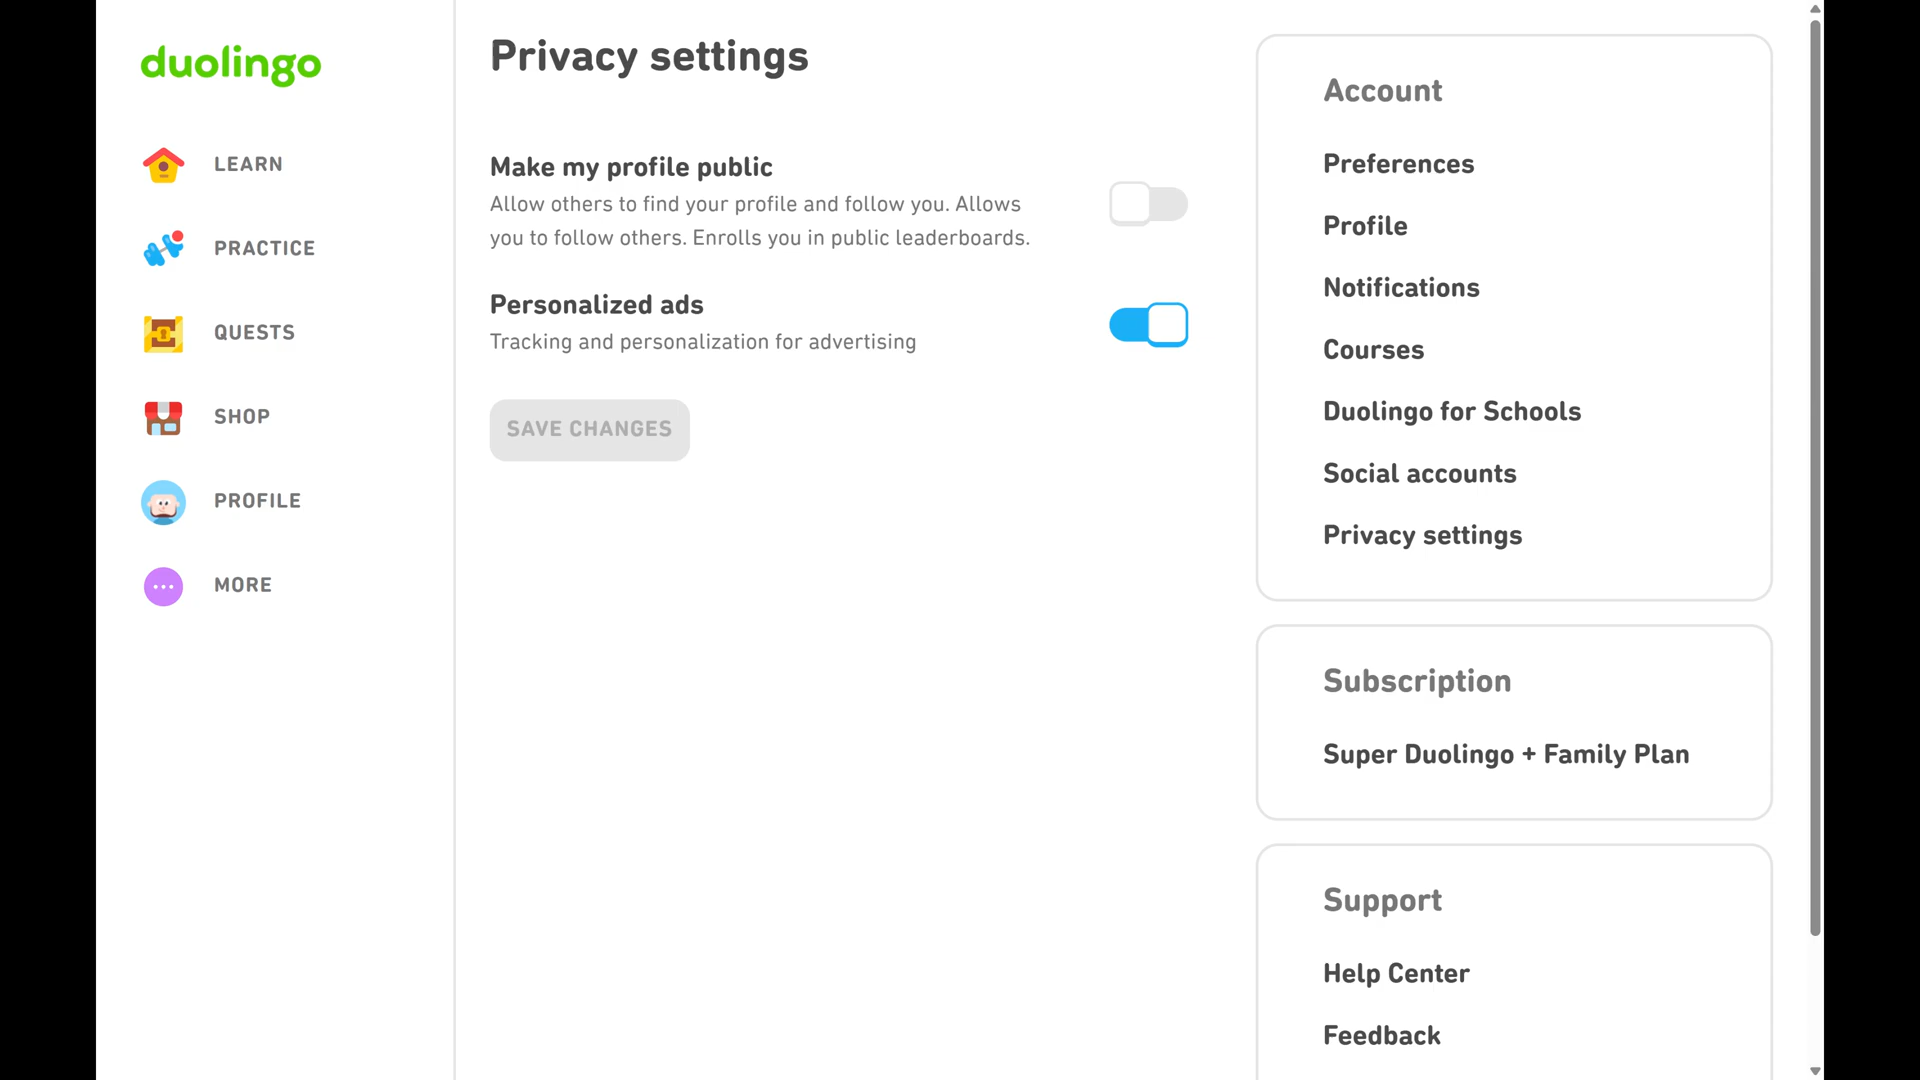 duolingo
LEARN
PRACTICE
QUESTS
SHOP
PROFILE
MORE
Privacy settings
Make my profile public
Allow others to find your profile and follow you. Allows
you to follow others. Enrolls you in public leaderboards.
Personalized ads
Tracking and personalization for advertising
SAVE CHANGES
Account
Preferences
Profile
Notifications
Courses
Duolingo for Schools
Social accounts
Privacy settings
Subscription
Super Duolingo + Family Plan
Support
Help Center
Feedback